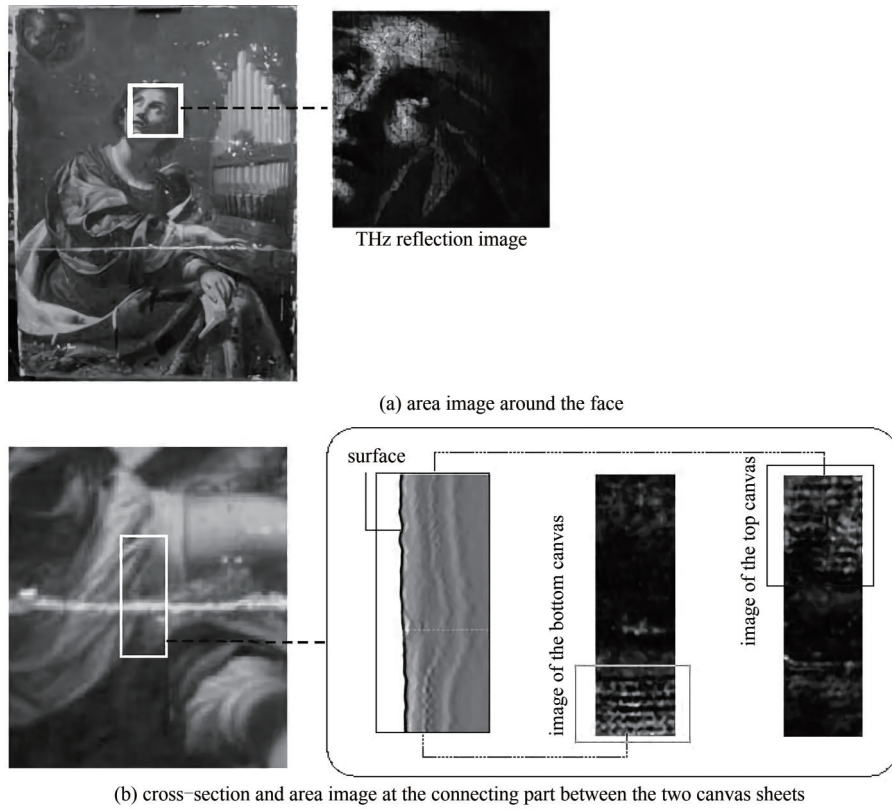 THz reflection image
(a) area image around the face
surface
image of the bottom canvas
image of the top canvas
(b) cross-section and area image at the connecting part between the two canvas sheets